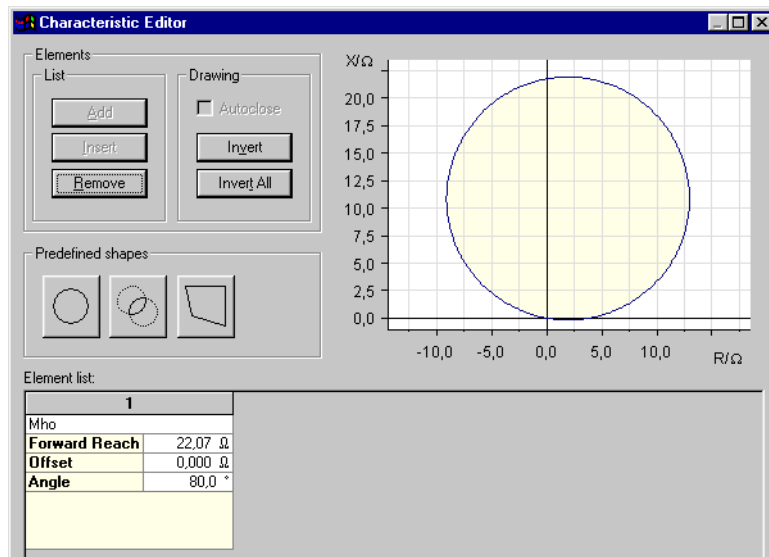 Characteristic Editor
Elements
List
Add
Insert
Remove
Drawing
Autoclose
Invert
Invert All
Predefined shapes
X/Ω
20,0
17,5
15,0
12,5
10,0
7,5
5,0
2,5
0,0
-10,0 -5,0 0,0 5,0 10,0 R/Ω
Element list:
1
Mho
Forward Reach 22,07 Ω
Offset 0,000 Ω
Angle 80,0 °